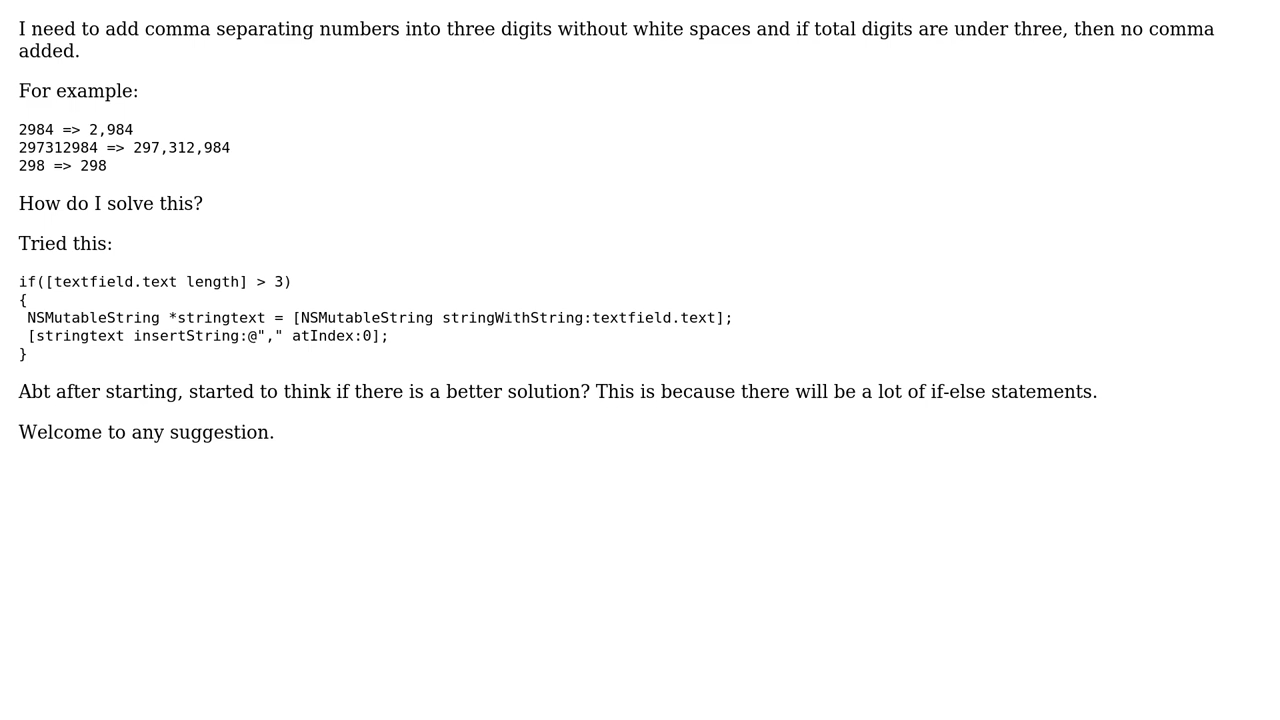 I need to add comma separating numbers into three digits without white spaces and if total digits are under three, then no comma
added.
For example:
2984 => 2,984
297312984 => 297,312,984
298 => 298
How do I solve this?
Tried this:
if([textfield.text length] > 3)
{
 NSMutableString *stringtext = [NSMutableString stringWithString:textfield.text];
 [stringtext insertString:@"," atIndex:0];
}
Abt after starting, started to think if there is a better solution? This is because there will be a lot of if-else statements.
Welcome to any suggestion.